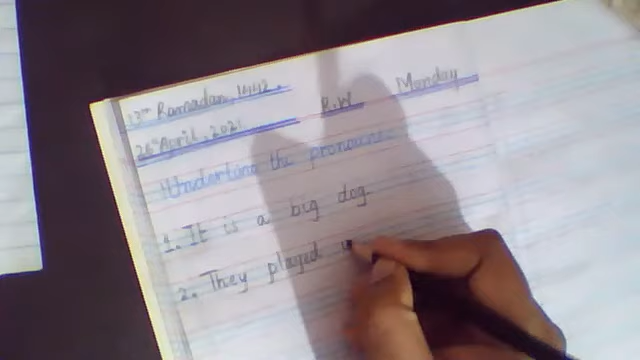 13th Ramadan, 1442. R.W Monday
26th April, 2021
Underline the pronouns.
1. It is a big dog.
2. They played